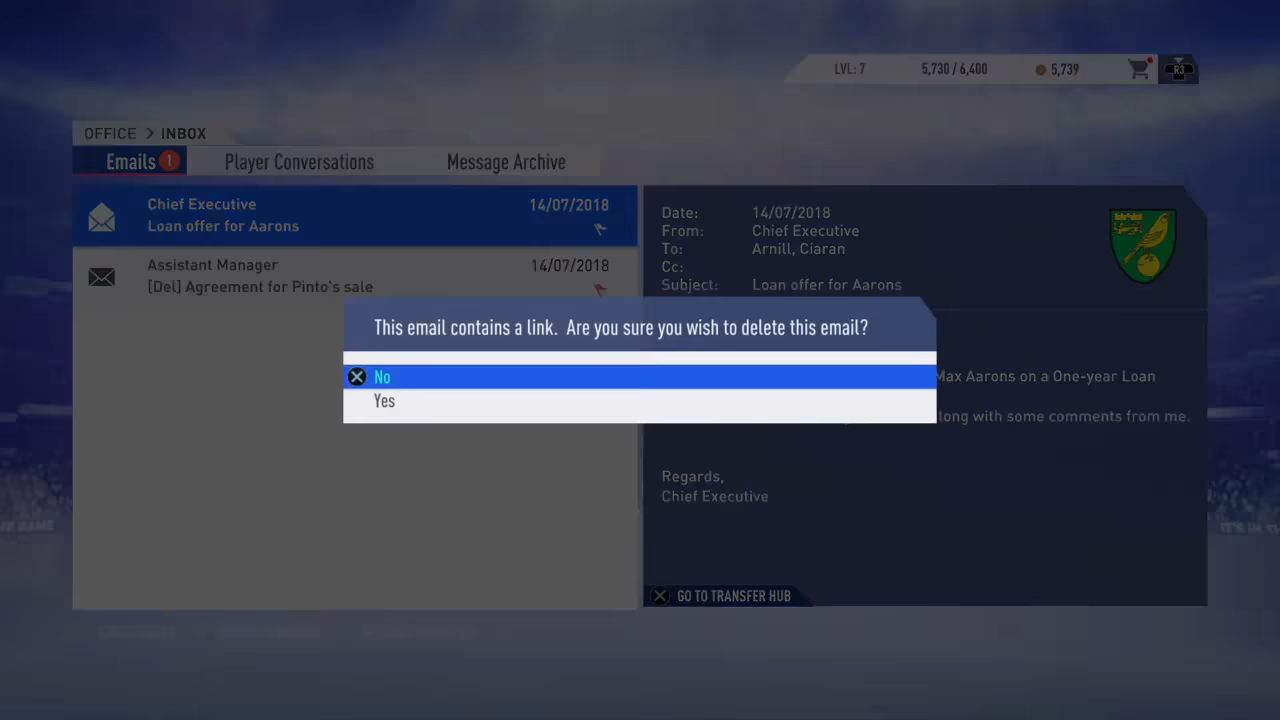 LVL: 7 5,730 / 6,400 5,739 R3
OFFICE > INBOX
Emails 1 Player Conversations Message Archive
Chief Executive 14/07/2018
Loan offer for Aarons
Assistant Manager 14/07/2018
[Del] Agreement for Pinto's sale
Date: 14/07/2018
From: Chief Executive
To: Arnill, Ciaran
Cc:
Subject: Loan offer for Aarons
This email contains a link. Are you sure you wish to delete this email?
No
Yes
Max Aarons on a One-year Loan
long with some comments from me.
Regards,
Chief Executive
GO TO TRANSFER HUB